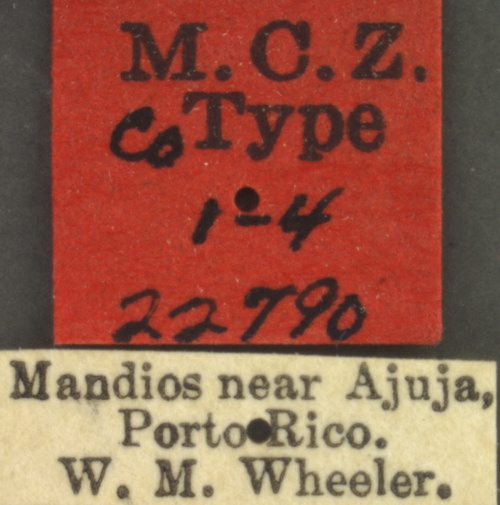 M. C. Z.
Co Type
1-4
22790
Mandios near Ajuja,
Porto Rico.
W. M. Wheeler.